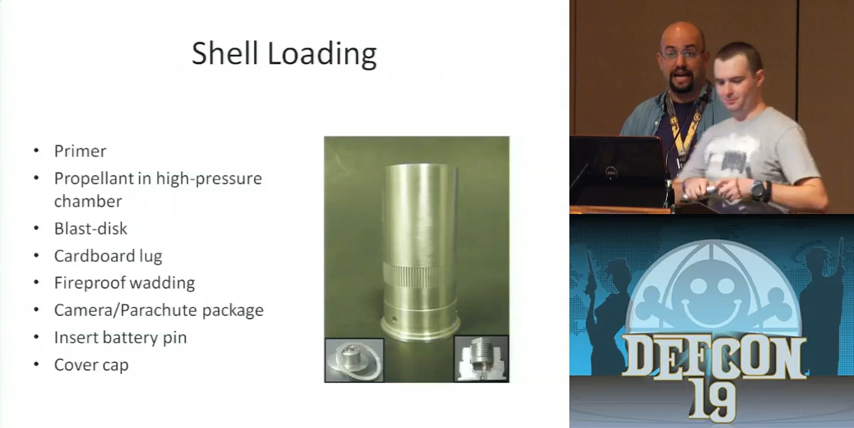 Shell Loading
• Primer
• Propellant in high-pressure
chamber
• Blast-disk
• Cardboard lug
• Fireproof wadding
• Camera/Parachute package
• Insert battery pin
• Cover cap
DEFCON
19